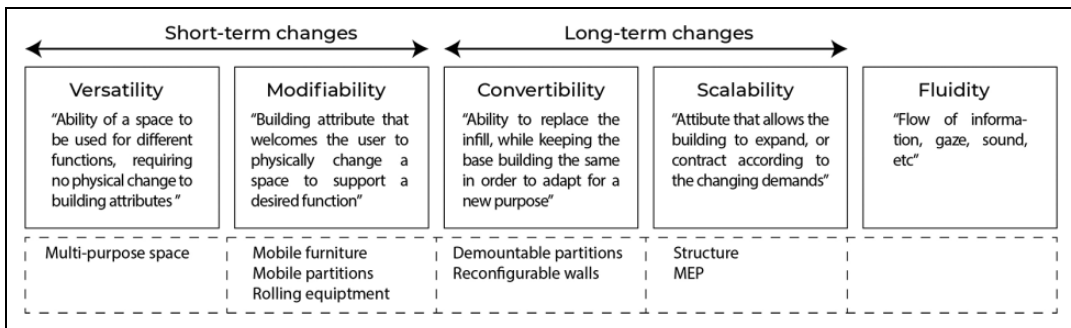 Short-term changes
Long-term changes
Versatility
"Ability of a space to
be used for different
functions, requiring
no physical change to
building attributes "
Modifiability
"Building attribute that
welcomes the user to
physically change a
space to support a
desired function"
Convertibility
"Ability to replace the
infill, while keeping the
base building the same
in order to adapt for a
new purpose"
Scalability
"Attibute that allows the
building to expand, or
contract according to
the changing demands"
Fluidity
"Flow of informa-
tion, gaze, sound,
etc"
Multi-purpose space
Mobile furniture
Mobile partitions
Rolling equiptment
Demountable partitions
Reconfigurable walls
Structure
MEP